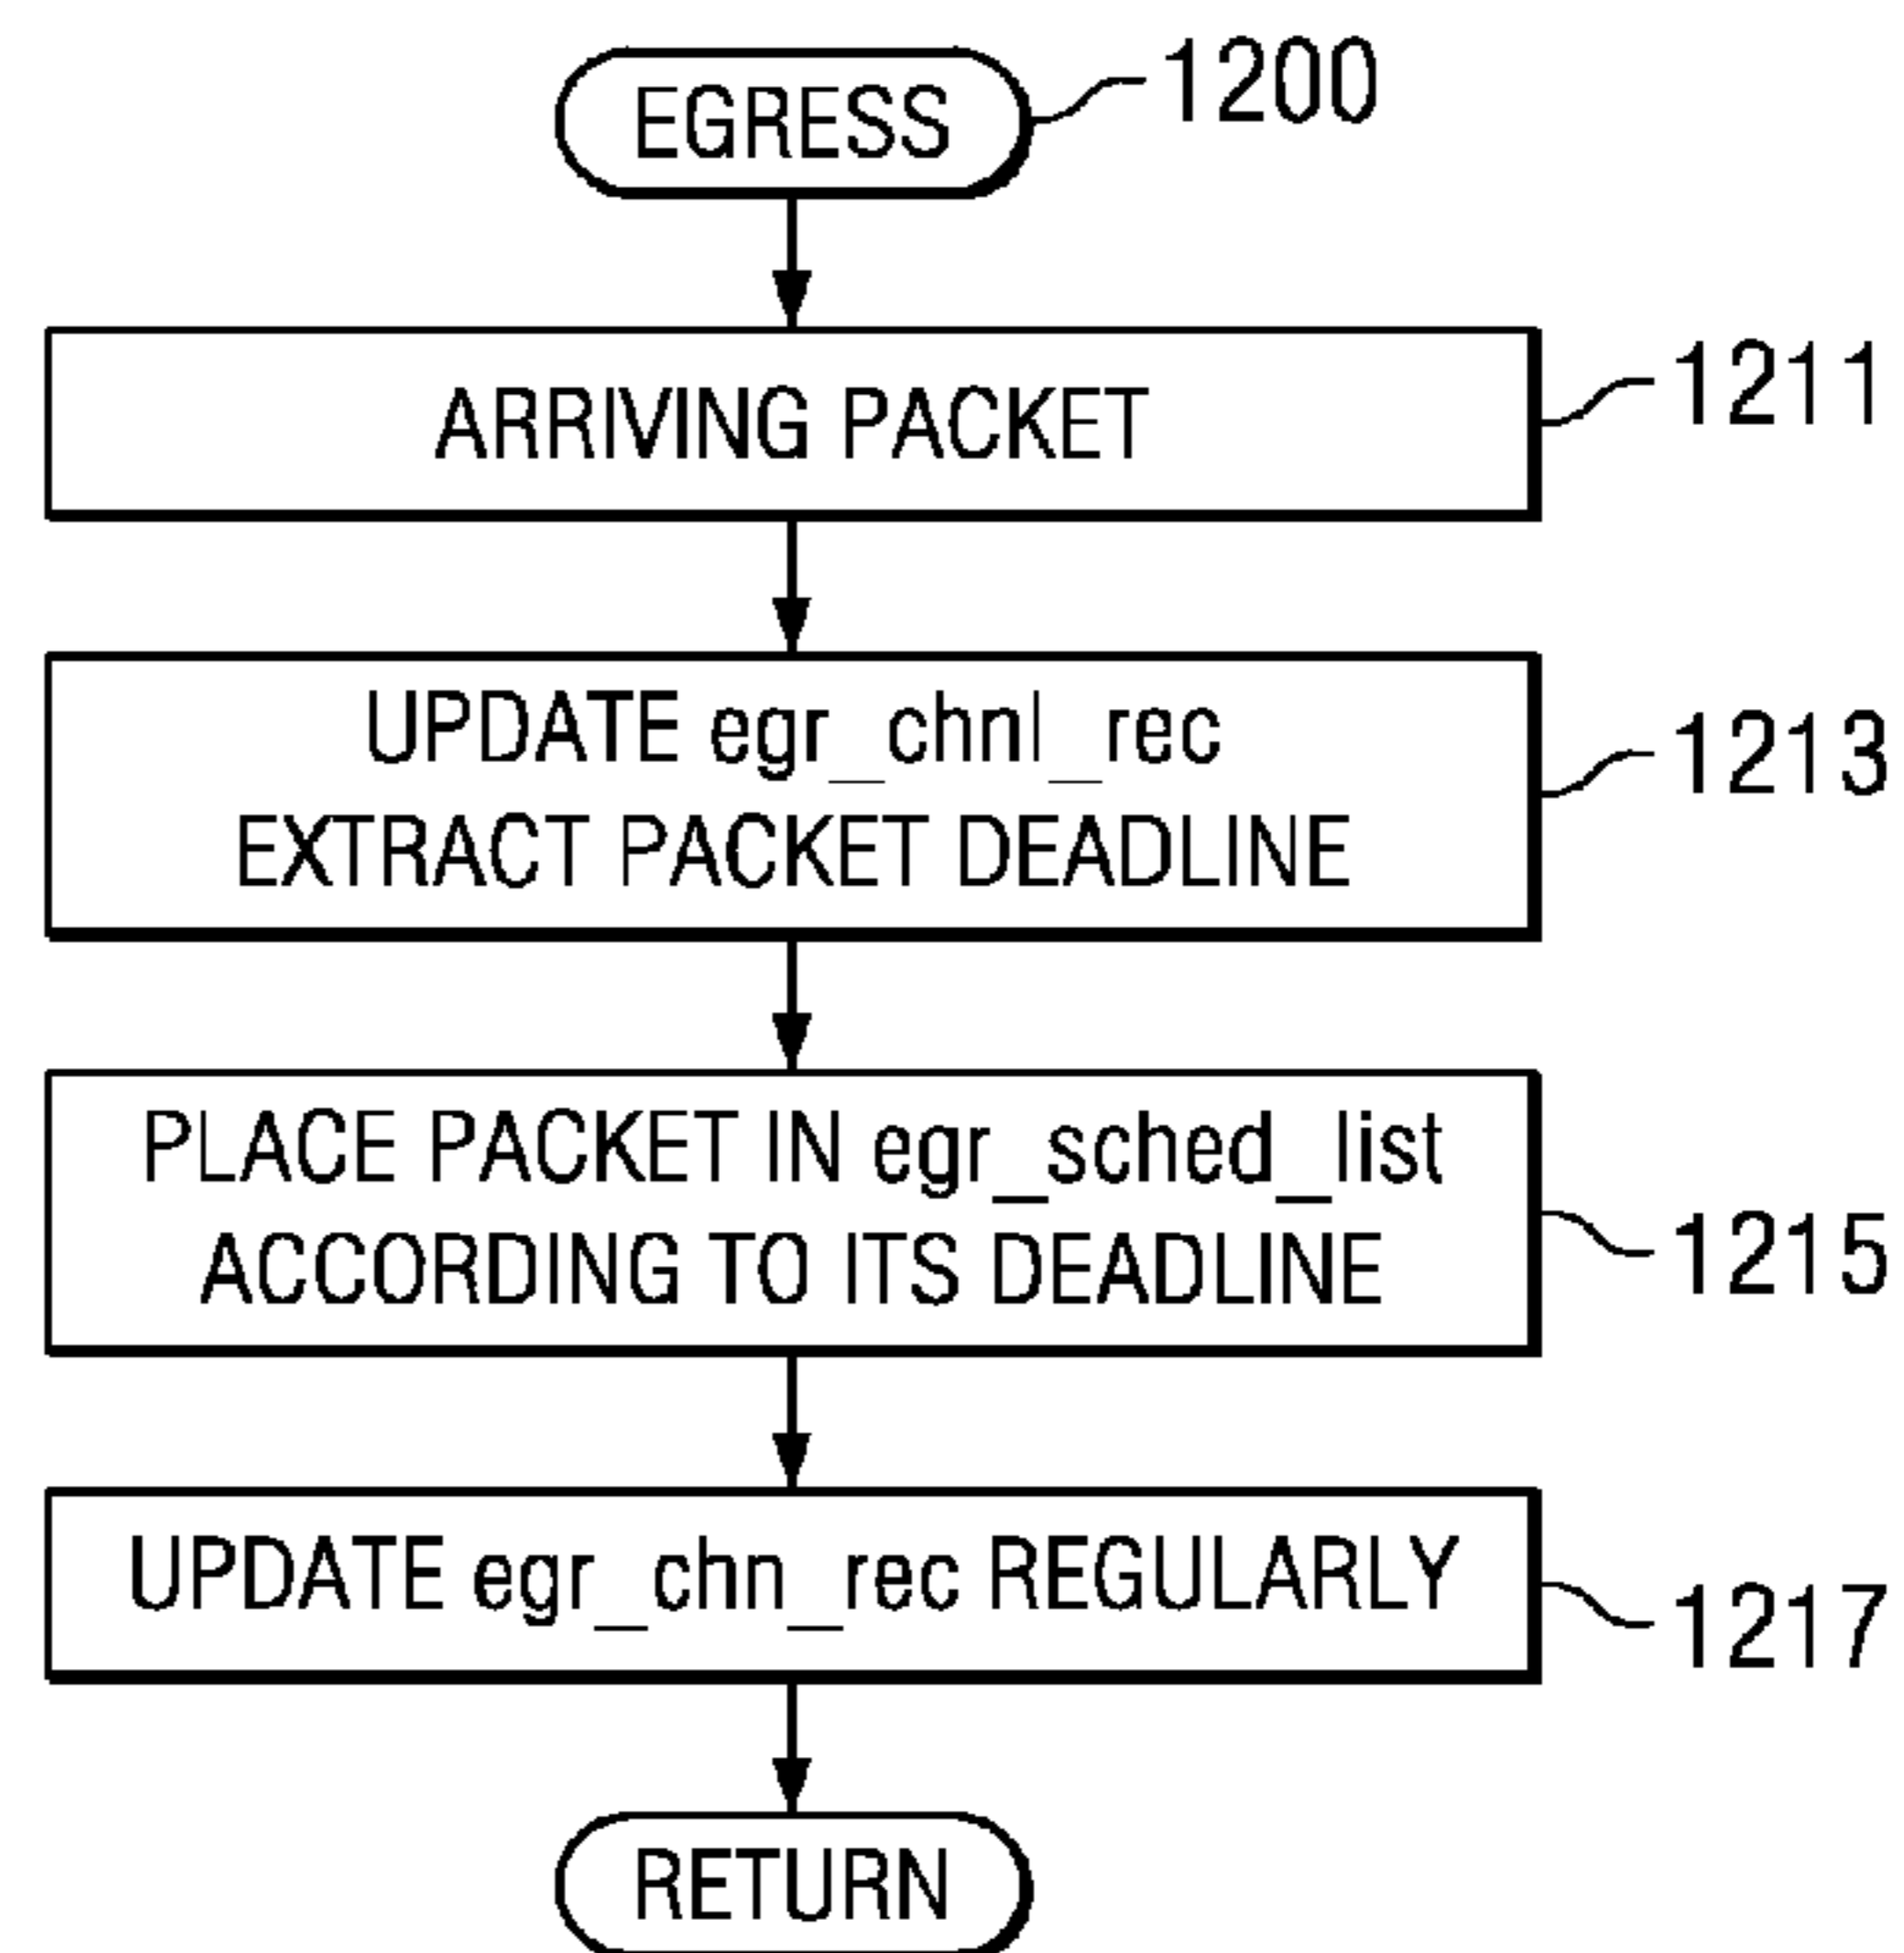 EGRESS
1200
ARRIVING PACKET
1211
UPDATE egr_chnl_rec
EXTRACT PACKET DEADLINE
1213
PLACE PACKET IN egr_sched_list
ACCORDING TO ITS DEADLINE
1215
UPDATE egr_chn_rec REGULARLY
1217
RETURN